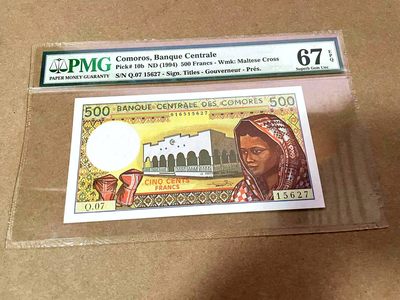 PMG
PAPER MONEY GUARANTY
Comoros, Banque Centrale
Pick# 10b ND (1994) 500 Francs - Wmk: Maltese Cross
S/N Q.07 15627 - Sign. Titles - Gouverneur - Prés.
67 EPQ
Superb Gem Unc
500 BANQUE CENTRALE DES COMORES 500
016515627
CINQ CENTS
FRANCS
Q.07
15627